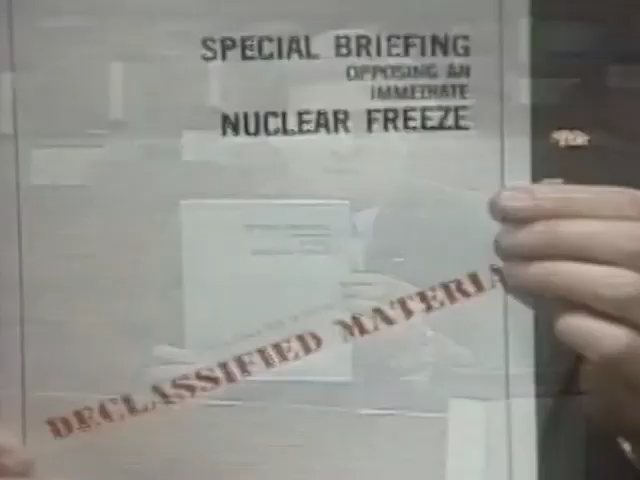 SPECIAL BRIEFING
OPPOSING AN
IMMEDIATE
NUCLEAR FREEZE
DECLASSIFIED MATERIAL